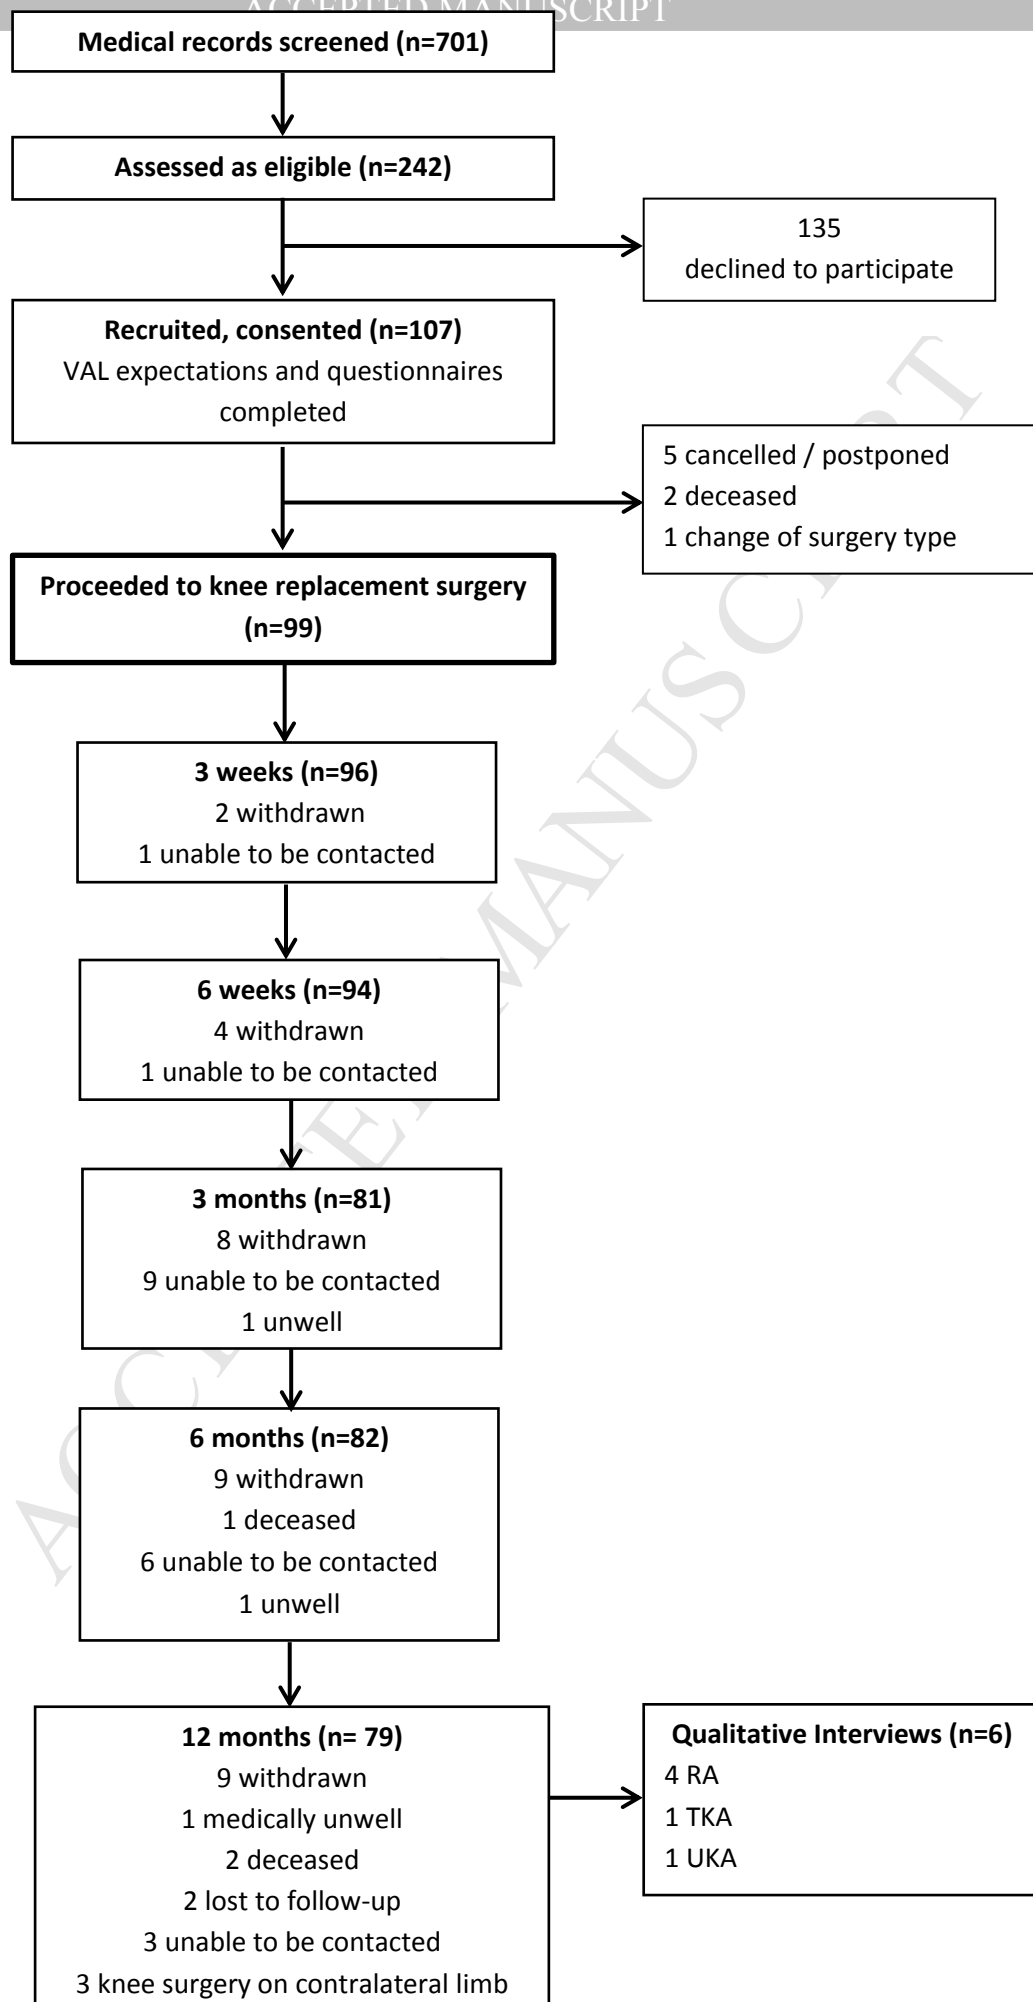 ACCEPTED MANUSCRIPT
Medical records screened (n=701)
Assessed as eligible (n=242)
135
declined to participate
Recruited, consented (n=107)
VAL expectations and questionnaires
completed
5 cancelled / postponed
2 deceased
1 change of surgery type
Proceeded to knee replacement surgery
(n=99)
3 weeks (n=96)
2 withdrawn
1 unable to be contacted
6 weeks (n=94)
4 withdrawn
1 unable to be contacted
3 months (n=81)
8 withdrawn
9 unable to be contacted
1 unwell
6 months (n=82)
9 withdrawn
1 deceased
6 unable to be contacted
1 unwell
12 months (n= 79)
9 withdrawn
1 medically unwell
2 deceased
2 lost to follow-up
3 unable to be contacted
3 knee surgery on contralateral limb
Qualitative Interviews (n=6)
4 RA
1 TKA
1 UKA
ACCEPTED MANUSCRIPT